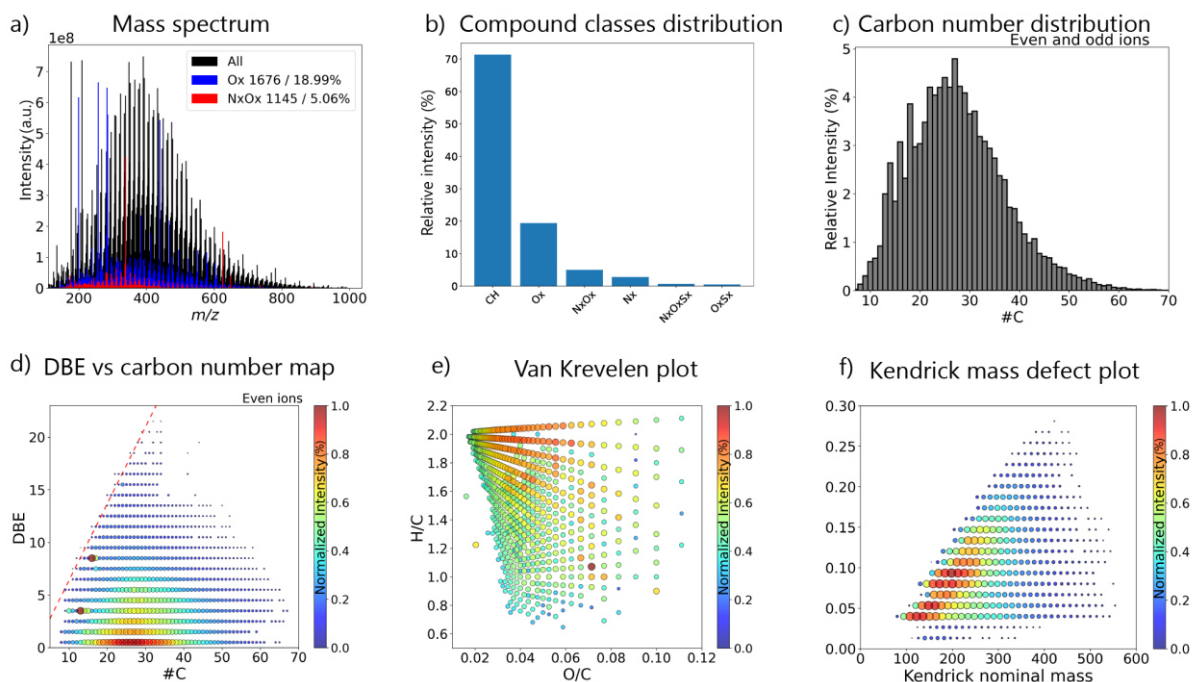 a) Mass spectrum
1e8
Intensity (a.u.)
7
6
5
4
3
2
1
0
All
Ox 1676 / 18.99%
NxOx 1145 / 5.06%
200 400 600 800 1000
m/z
b) Compound classes distribution
Relative intensity (%)
70
60
50
40
30
20
10
0
CH Ox NxOx Nx NxOxSx OxSx
c) Carbon number distribution
Even and odd ions
Relative Intensity (%)
5
4
3
2
1
0
10 20 30 40 50 60 70
#C
d) DBE vs carbon number map
Even ions
DBE
20
15
10
5
0
10 20 30 40 50 60 70
#C
1.0
0.8
0.6
0.4
0.2
0.0
Normalized Intensity (%)
e) Van Krevelen plot
H/C
2.2
2.0
1.8
1.6
1.4
1.2
1.0
0.8
0.6
0.02 0.04 0.06 0.08 0.10 0.12
O/C
1.0
0.8
0.6
0.4
0.2
0.0
Normalized Intensity (%)
f) Kendrick mass defect plot
0.30
0.25
0.20
0.15
0.10
0.05
0.00
0 100 200 300 400 500 600
Kendrick nominal mass
1.0
0.8
0.6
0.4
0.2
0.0
Normalized Intensity (%)